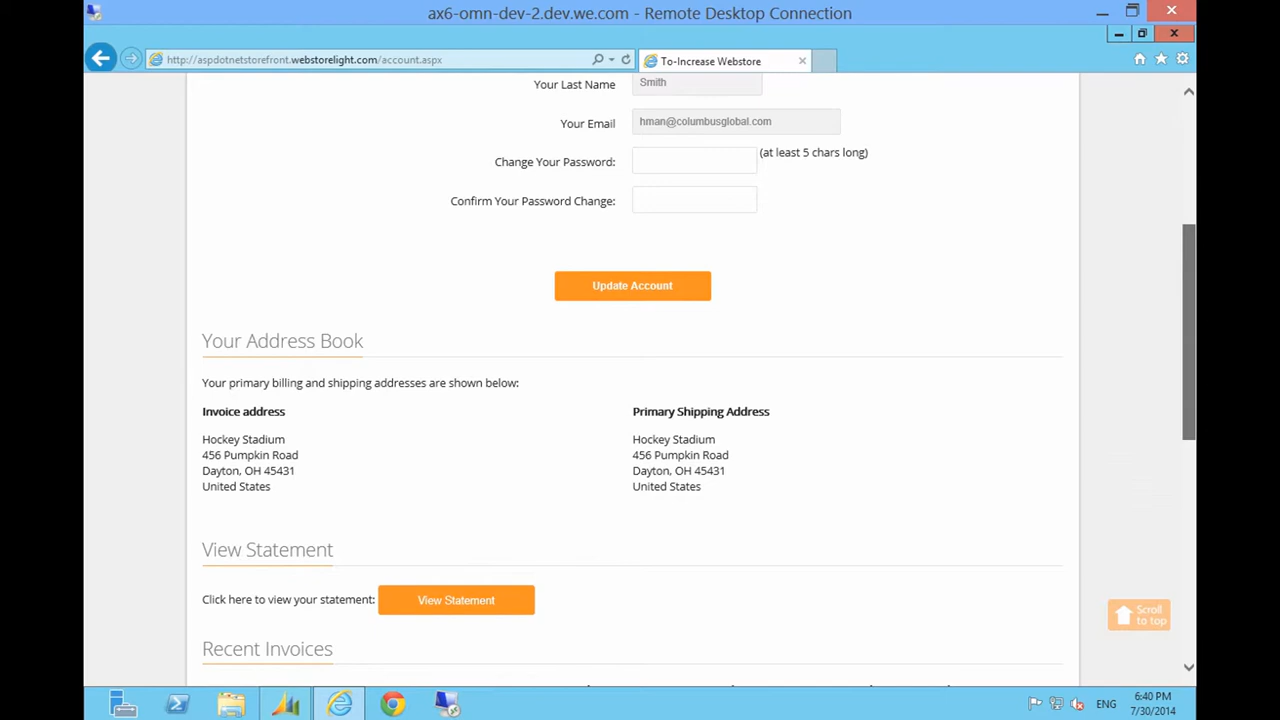 ax6-omn-dev-2.dev.we.com - Remote Desktop Connection
http://aspdotnetstorefront.webstorelight.com/account.aspx
To-Increase Webstore
Your Last Name
Smith
Your Email
hman@columbusglobal.com
Change Your Password:
(at least 5 chars long)
Confirm Your Password Change:
Update Account
Your Address Book
Your primary billing and shipping addresses are shown below:
Invoice address
Hockey Stadium
456 Pumpkin Road
Dayton, OH 45431
United States
Primary Shipping Address
Hockey Stadium
456 Pumpkin Road
Dayton, OH 45431
United States
View Statement
Click here to view your statement:
View Statement
Scroll
to top
Recent Invoices
ENG
6:40 PM
7/30/2014